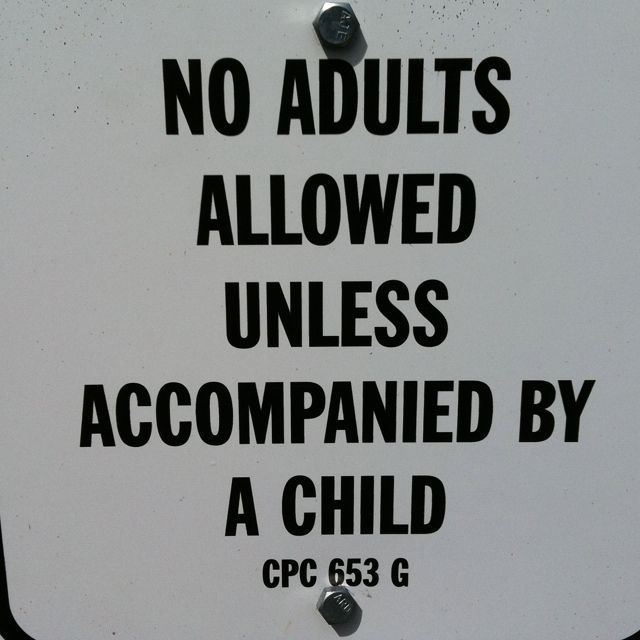 NO ADULTS
ALLOWED
UNLESS
ACCOMPANIED BY
A CHILD
CPC 653 G